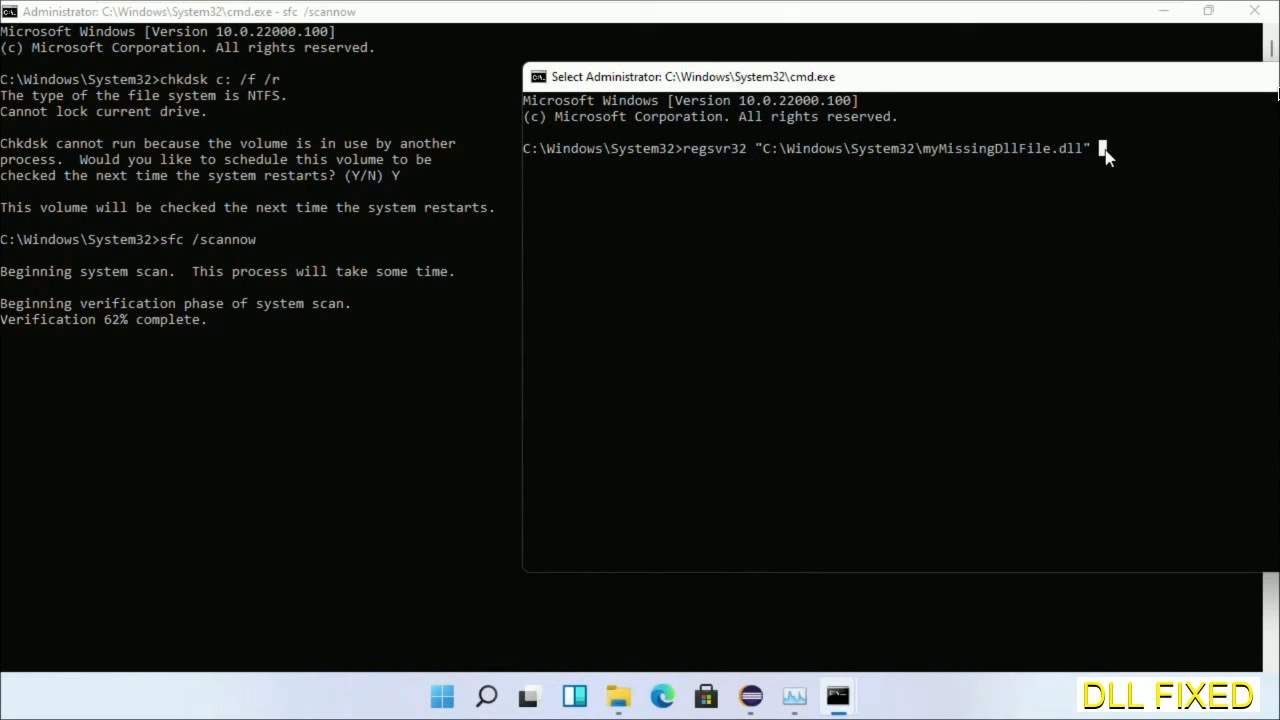 Administrator: C:\Windows\System32\cmd.exe - sfc /scannow
Microsoft Windows [Version 10.0.22000.100]
(c) Microsoft Corporation. All rights reserved.
C:\Windows\System32>chkdsk c: /f /r
The type of the file system is NTFS.
Cannot lock current drive.
Chkdsk cannot run because the volume is in use by another
process.  Would you like to schedule this volume to be
checked the next time the system restarts? (Y/N) Y
This volume will be checked the next time the system restarts.
C:\Windows\System32>sfc /scannow
Beginning system scan.  This process will take some time.
Beginning verification phase of system scan.
Verification 62% complete.
Select Administrator: C:\Windows\System32\cmd.exe
Microsoft Windows [Version 10.0.22000.100]
(c) Microsoft Corporation. All rights reserved.
C:\Windows\System32>regsvr32 "C:\Windows\System32\myMissingDllFile.dll"
DLL FIXED